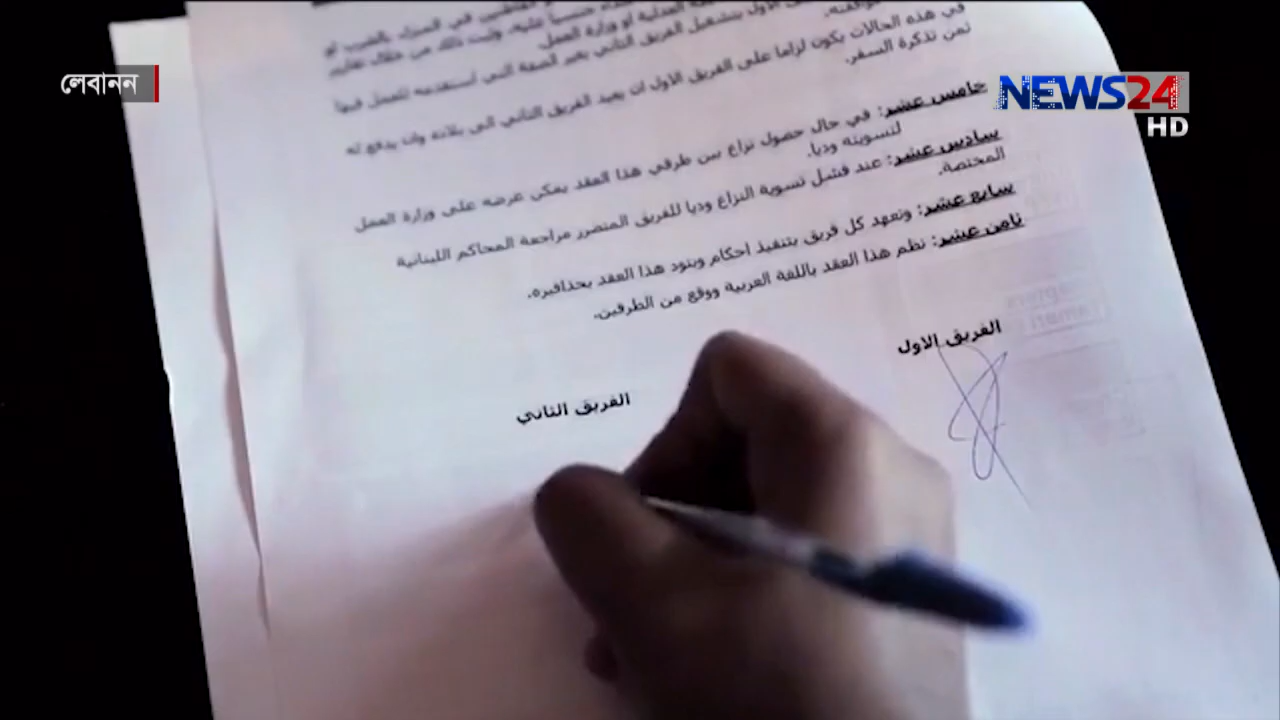 লেবানন
NEWS24
HD
في هذه الحالات يكون لزاما على الفريق الاول ان يعيد الفريق الثاني الى بلاده وان يدفع له
ثمن تذكرة السفر.
خامس عشر: في حال حصول نزاع بين طرفي هذا العقد يمكن عرضه على وزارة العمل
لتسويته وديا.
سادس عشر: عند فشل تسوية النزاع وديا للفريق المتضرر مراجعة المحاكم اللبنانية
المختصة.
سابع عشر: وتعهد كل فريق بتنفيذ احكام وبنود هذا العقد بحذافيره.
ثامن عشر: نظم هذا العقد باللغة العربية ووقع من الطرفين.
الفريق الاول
الفريق الثاني